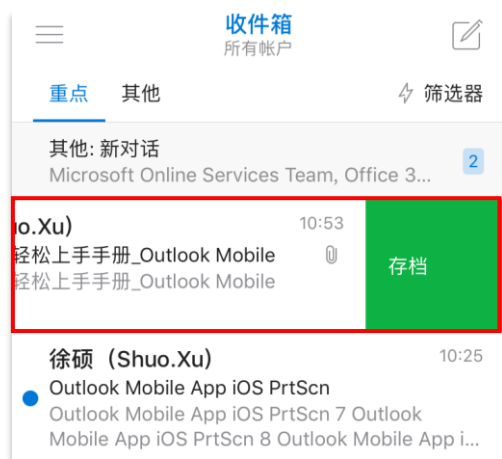 收件箱
所有帐户
重点 其他 筛选器
其他: 新对话
Microsoft Online Services Team, Office 3... 2
uo.Xu) 10:53
轻松上手手册_Outlook Mobile
轻松上手手册_Outlook Mobile
存档
徐硕（Shuo.Xu) 10:25
Outlook Mobile App iOS PrtScn
Outlook Mobile App iOS PrtScn 7 Outlook
Mobile App iOS PrtScn 8 Outlook Mobile App i...